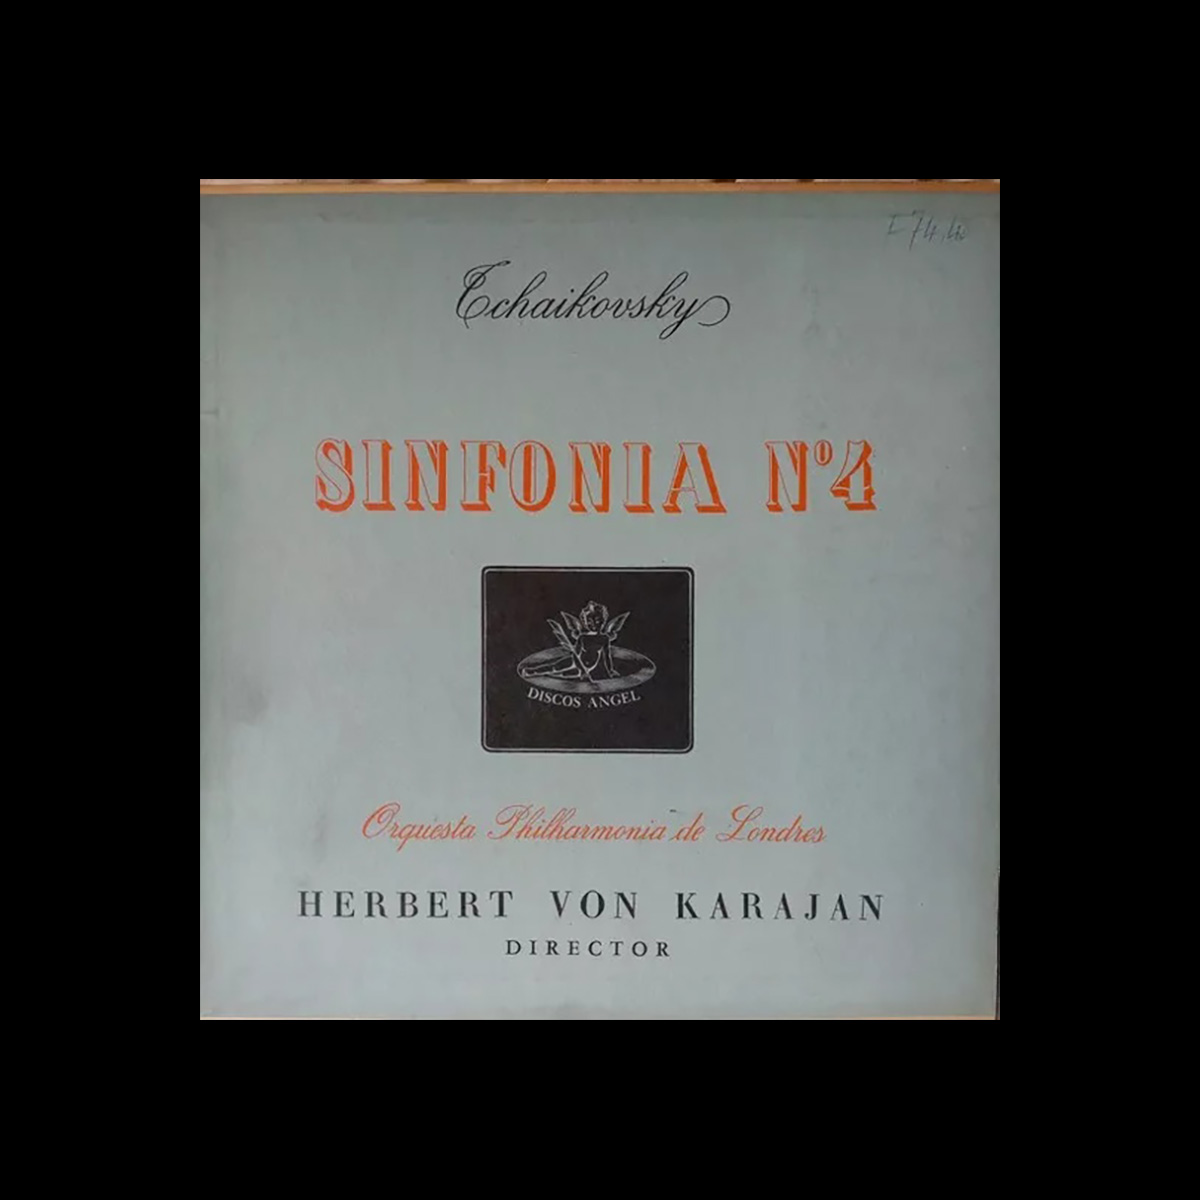 Tchaikovsky
SINFONIA Nº4
DISCOS ANGEL
Orquesta Philharmonia de Londres
HERBERT VON KARAJAN
DIRECTOR